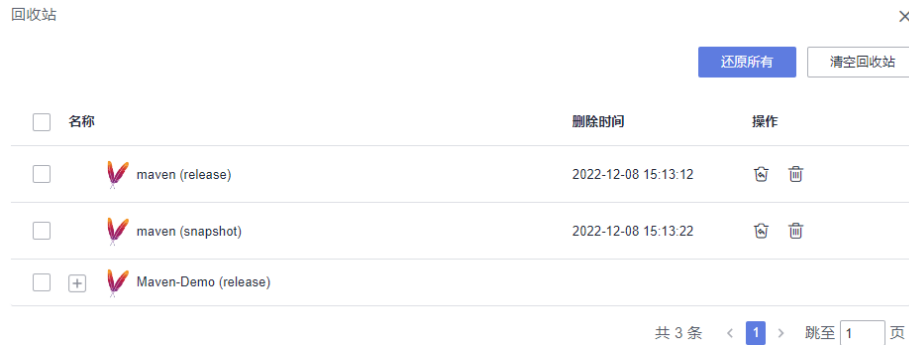 回收站
还原所有 清空回收站
名称 删除时间 操作
maven (release) 2022-12-08 15:13:12
maven (snapshot) 2022-12-08 15:13:22
Maven-Demo (release)
共 3 条 < 1 > 跳至 1 页